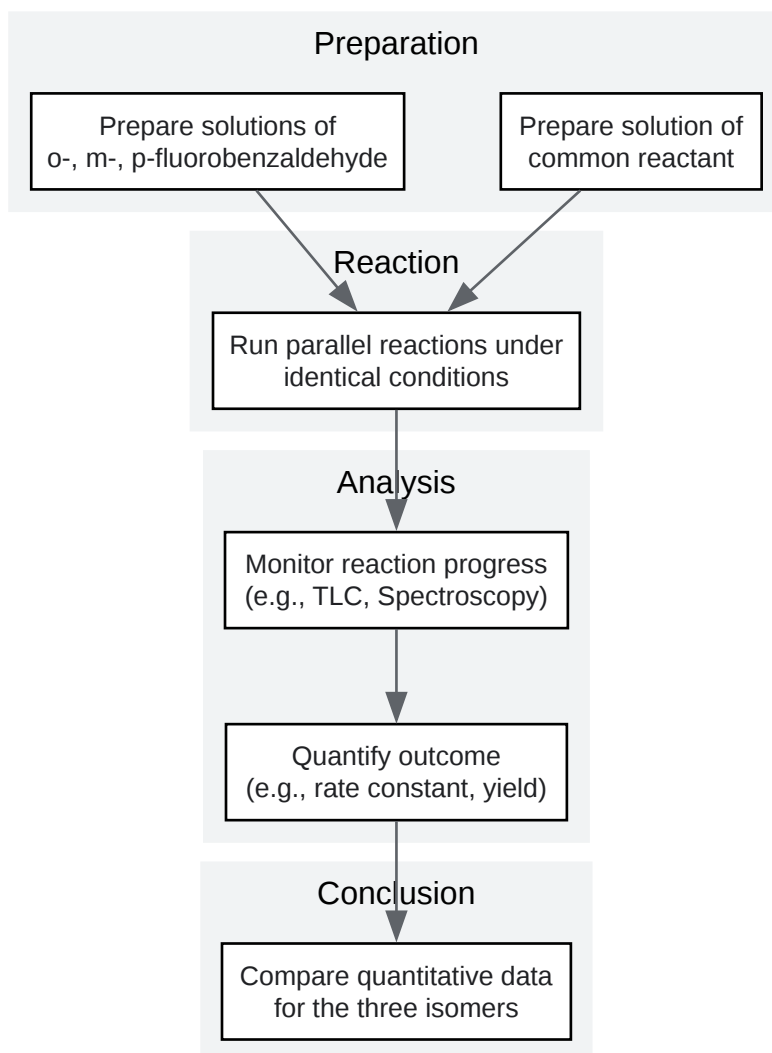 Preparation
Prepare solutions of
o-, m-, p-fluorobenzaldehyde
Prepare solution of
common reactant
Reaction
Run parallel reactions under
identical conditions
Analysis
Monitor reaction progress
(e.g., TLC, Spectroscopy)
Quantify outcome
(e.g., rate constant, yield)
Conclusion
Compare quantitative data
for the three isomers